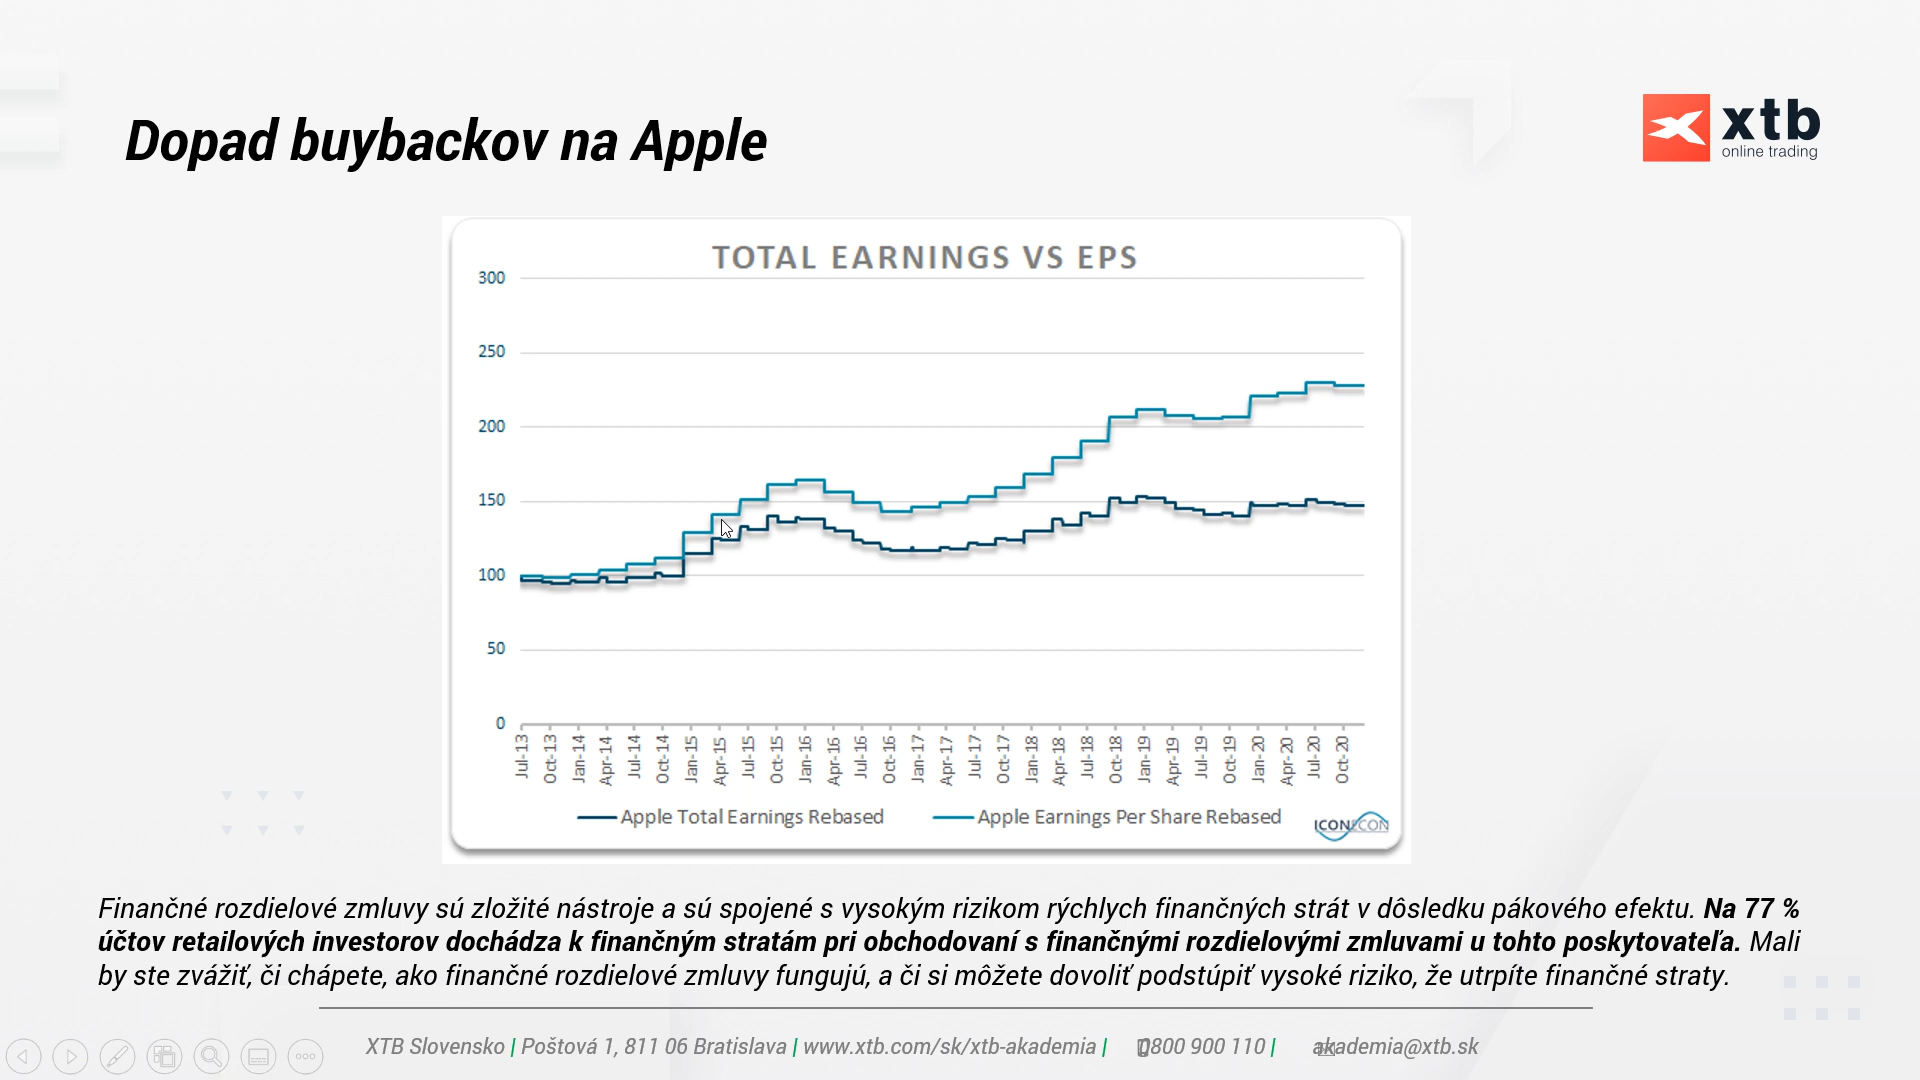 Dopad buybackov na Apple
xtb
online trading
TOTAL EARNINGS VS EPS
300
250
200
150
100
50
0
Jul-13
Oct-13
Jan-14
Apr-14
Jul-14
Oct-14
Jan-15
Apr-15
Jul-15
Oct-15
Jan-16
Apr-16
Jul-16
Oct-16
Jan-17
Apr-17
Jul-17
Oct-17
Jan-18
Apr-18
Jul-18
Oct-18
Jan-19
Apr-19
Jul-19
Oct-19
Jan-20
Apr-20
Jul-20
Oct-20
Apple Total Earnings Rebased
Apple Earnings Per Share Rebased
ICONECON
Finančné rozdielové zmluvy sú zložité nástroje a sú spojené s vysokým rizikom rýchlych finančných strát v dôsledku pákového efektu. Na 77 %
účtov retailových investorov dochádza k finančným stratám pri obchodovaní s finančnými rozdielovými zmluvami u tohto poskytovateľa. Mali
by ste zvážiť, či chápete, ako finančné rozdielové zmluvy fungujú, a či si môžete dovoliť podstúpiť vysoké riziko, že utrpíte finančné straty.
XTB Slovensko | Poštová 1, 811 06 Bratislava | www.xtb.com/sk/xtb-akademia | 0800 900 110 | akademia@xtb.sk